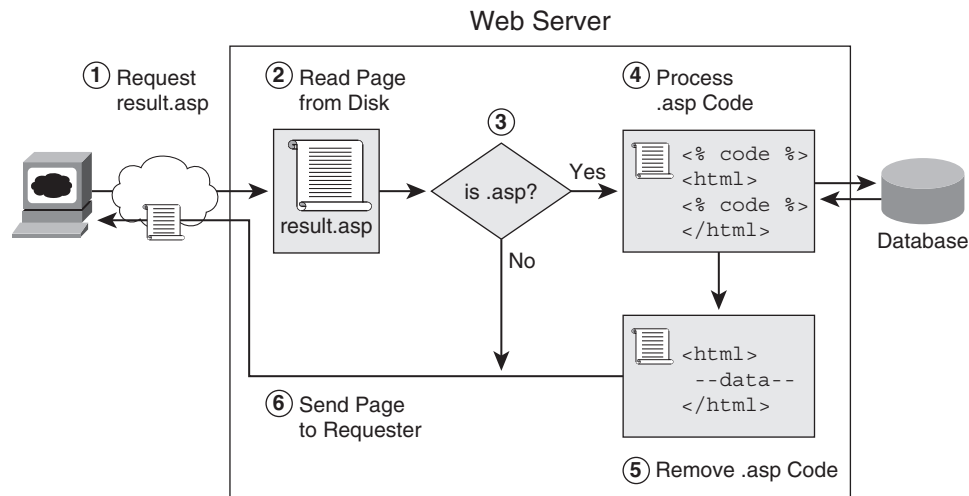 Web Server
1 Request
result.asp
2 Read Page
from Disk
result.asp
3
is .asp?
Yes
No
4 Process
.asp Code
<% code %>
<html>
<% code %>
</html>
Database
<html>
--data--
</html>
5 Remove .asp Code
6 Send Page
to Requester